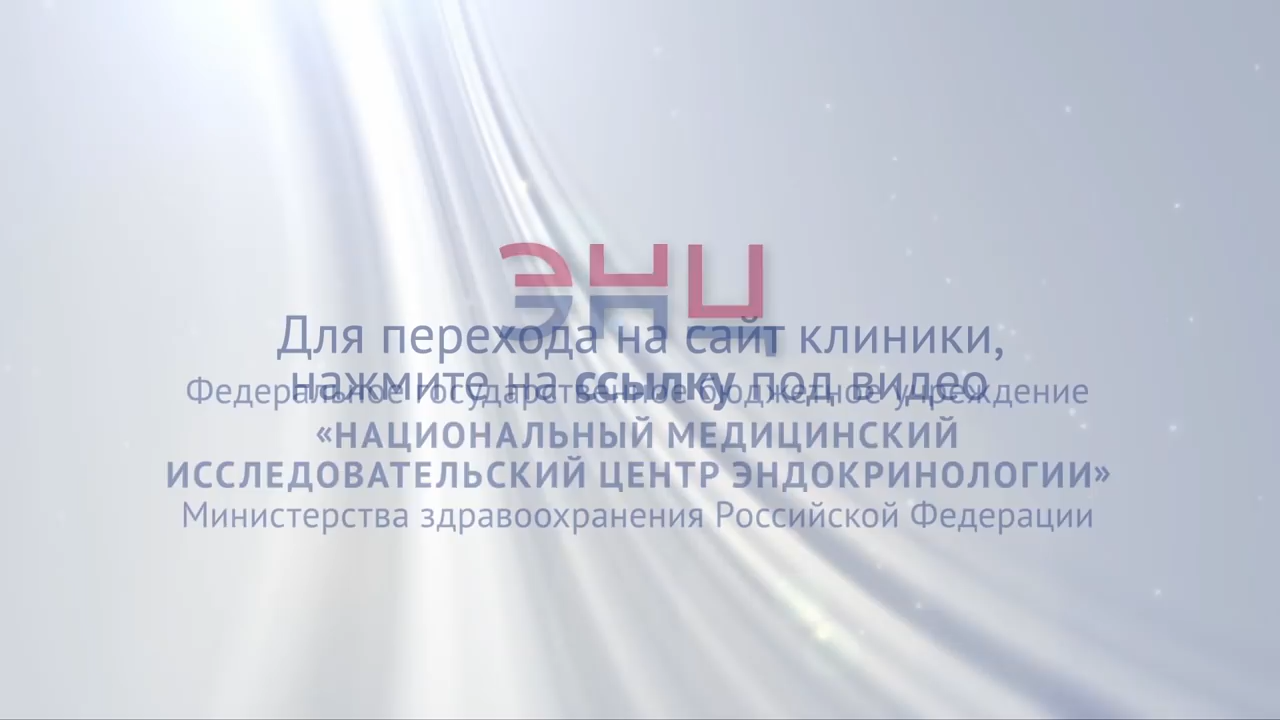 ЭНЦ
Для перехода на сайт клиники,
нажмите на ссылку под видео
Федеральное государственное бюджетное учреждение
«НАЦИОНАЛЬНЫЙ МЕДИЦИНСКИЙ
ИССЛЕДОВАТЕЛЬСКИЙ ЦЕНТР ЭНДОКРИНОЛОГИИ»
Министерства здравоохранения Российской Федерации